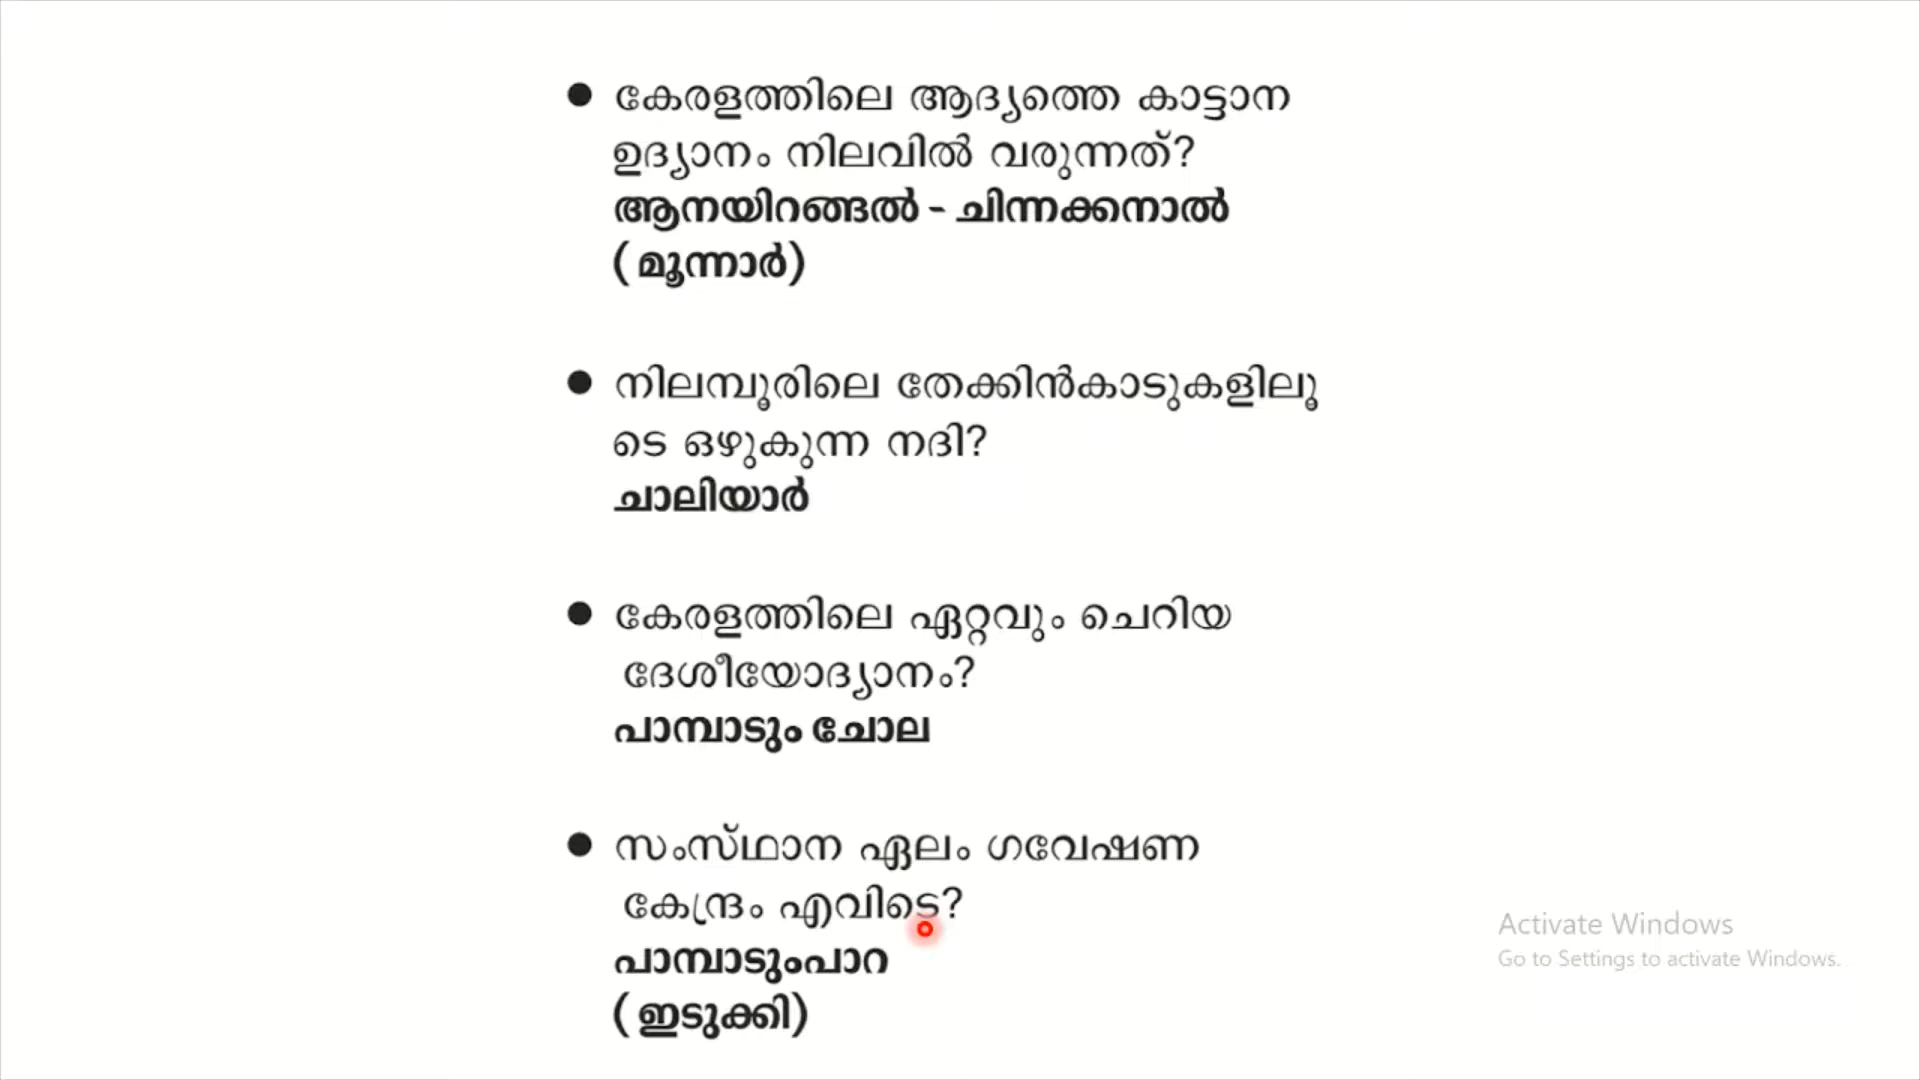 ● കേരളത്തിലെ ആദ്യത്തെ കാട്ടാന
ഉദ്യാനം നിലവിൽ വരുന്നത്?
ആനയിറങ്ങൽ - ചിന്നക്കനാൽ
(മൂന്നാർ)
● നിലമ്പൂരിലെ തേക്കിൻകാടുകളിലൂ
ടെ ഒഴുകുന്ന നദി?
ചാലിയാർ
● കേരളത്തിലെ ഏറ്റവും ചെറിയ
ദേശീയോദ്യാനം?
പാമ്പാടും ചോല
● സംസ്ഥാന ഏലം ഗവേഷണ
കേന്ദ്രം എവിടെ?
പാമ്പാടുംപാറ
(ഇടുക്കി)
Activate Windows
Go to Settings to activate Windows.